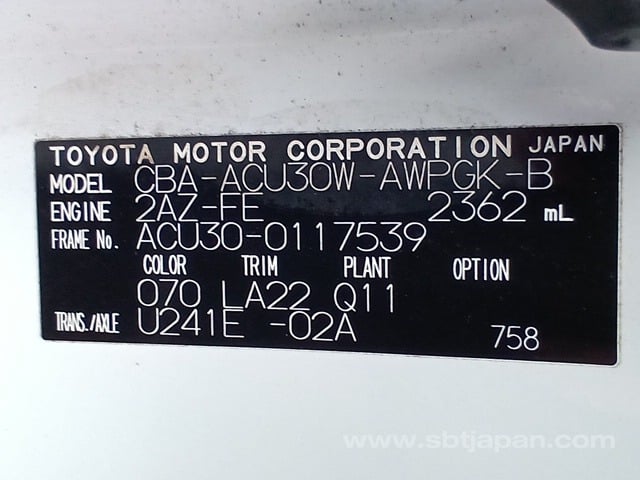 TOYOTA MOTOR CORPORATION JAPAN
MODEL CBA-ACU30W-AWPGK-B
ENGINE 2AZ-FE 2362 mL
FRAME No. ACU30-0117539
COLOR TRIM PLANT OPTION
070 LA22 Q11
TRANS./AXLE U241E -02A 758
www.sbtjapan.com